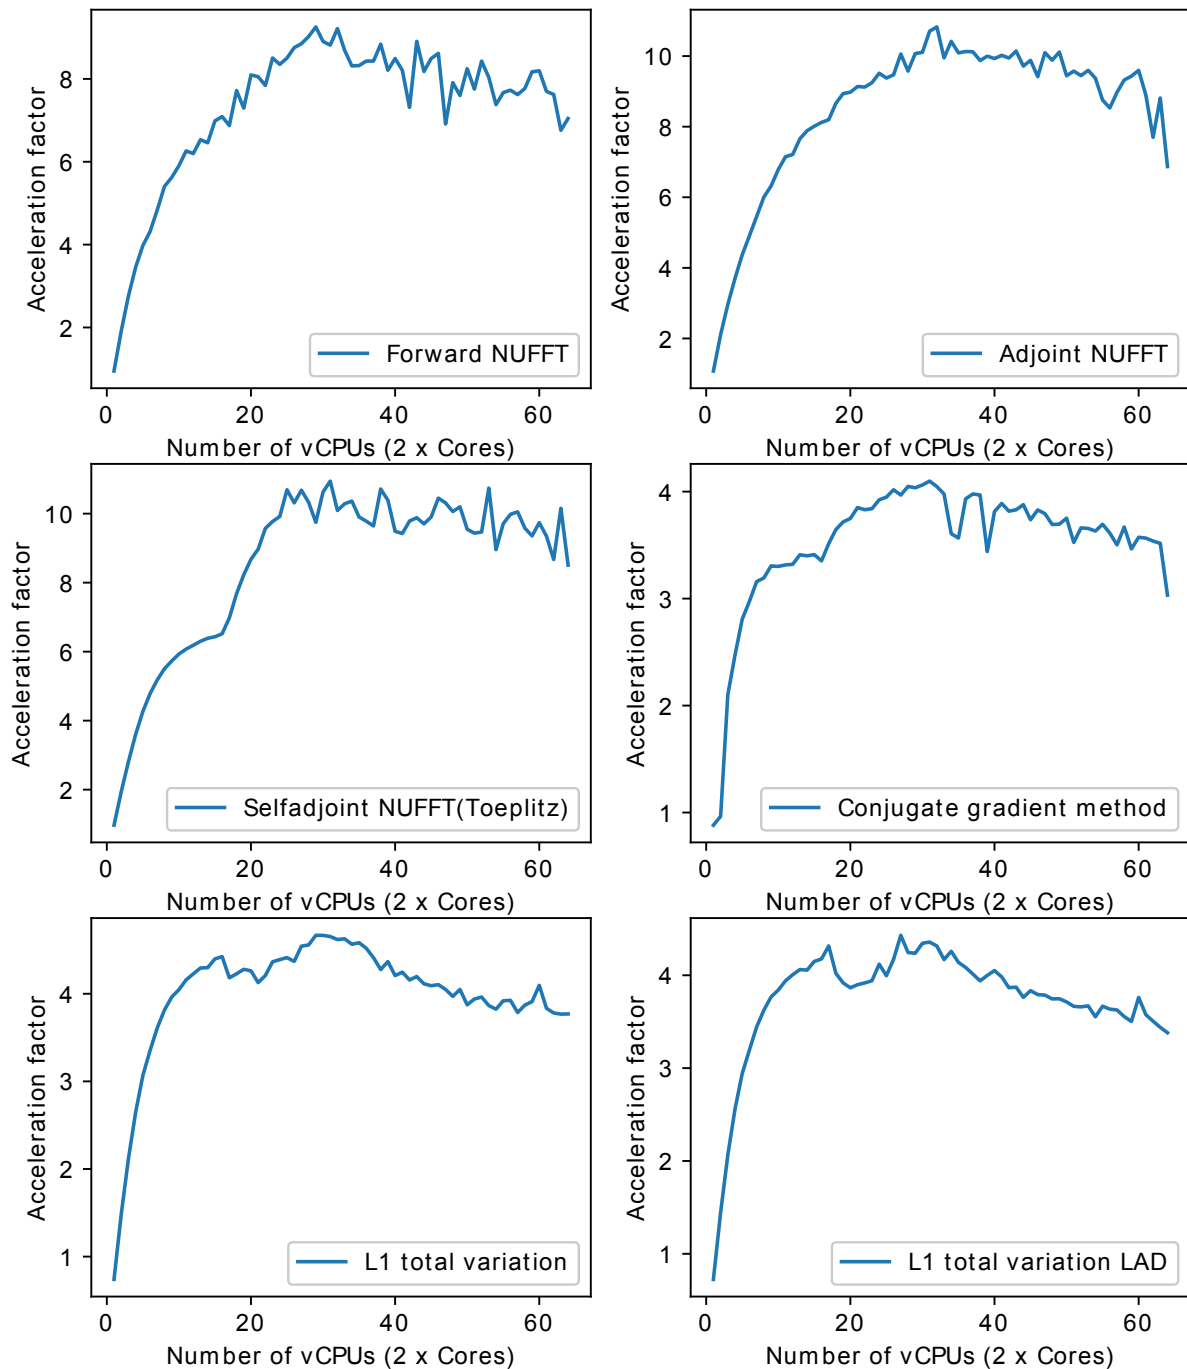 8
6
4
2
Acceleration factor
Forward NUFFT
0 20 40 60
Number of vCPUs (2 x Cores)
10
8
6
4
2
Acceleration factor
Adjoint NUFFT
0 20 40 60
Number of vCPUs (2 x Cores)
10
8
6
4
2
Acceleration factor
Selfadjoint NUFFT(Toeplitz)
0 20 40 60
Number of vCPUs (2 x Cores)
4
3
2
1
Acceleration factor
Conjugate gradient method
0 20 40 60
Number of vCPUs (2 x Cores)
4
3
2
1
Acceleration factor
L1 total variation
0 20 40 60
Number of vCPUs (2 x Cores)
4
3
2
1
Acceleration factor
L1 total variation LAD
0 20 40 60
Number of vCPUs (2 x Cores)